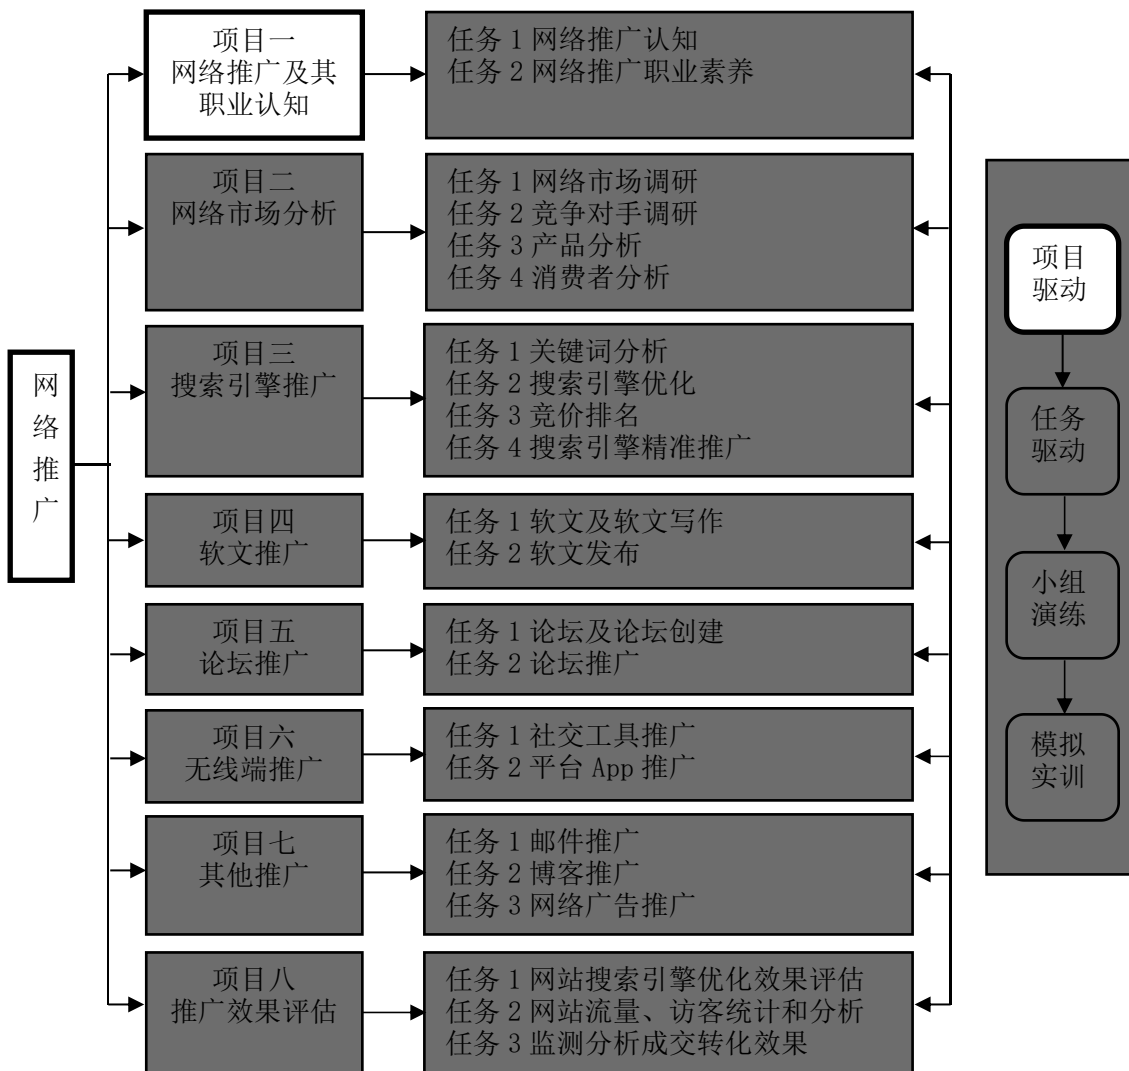 网
络
推
广
项目一
网络推广及其
职业认知
任务 1 网络推广认知
任务 2 网络推广职业素养
项目二
网络市场分析
任务 1 网络市场调研
任务 2 竞争对手调研
任务 3 产品分析
任务 4 消费者分析
项目三
搜索引擎推广
任务 1 关键词分析
任务 2 搜索引擎优化
任务 3 竞价排名
任务 4 搜索引擎精准推广
项目四
软文推广
任务 1 软文及软文写作
任务 2 软文发布
项目五
论坛推广
任务 1 论坛及论坛创建
任务 2 论坛推广
项目六
无线端推广
任务 1 社交工具推广
任务 2 平台 App 推广
项目七
其他推广
任务 1 邮件推广
任务 2 博客推广
任务 3 网络广告推广
项目八
推广效果评估
任务 1 网站搜索引擎优化效果评估
任务 2 网站流量、访客统计和分析
任务 3 监测分析成交转化效果
项目
驱动
任务
驱动
小组
演练
模拟
实训